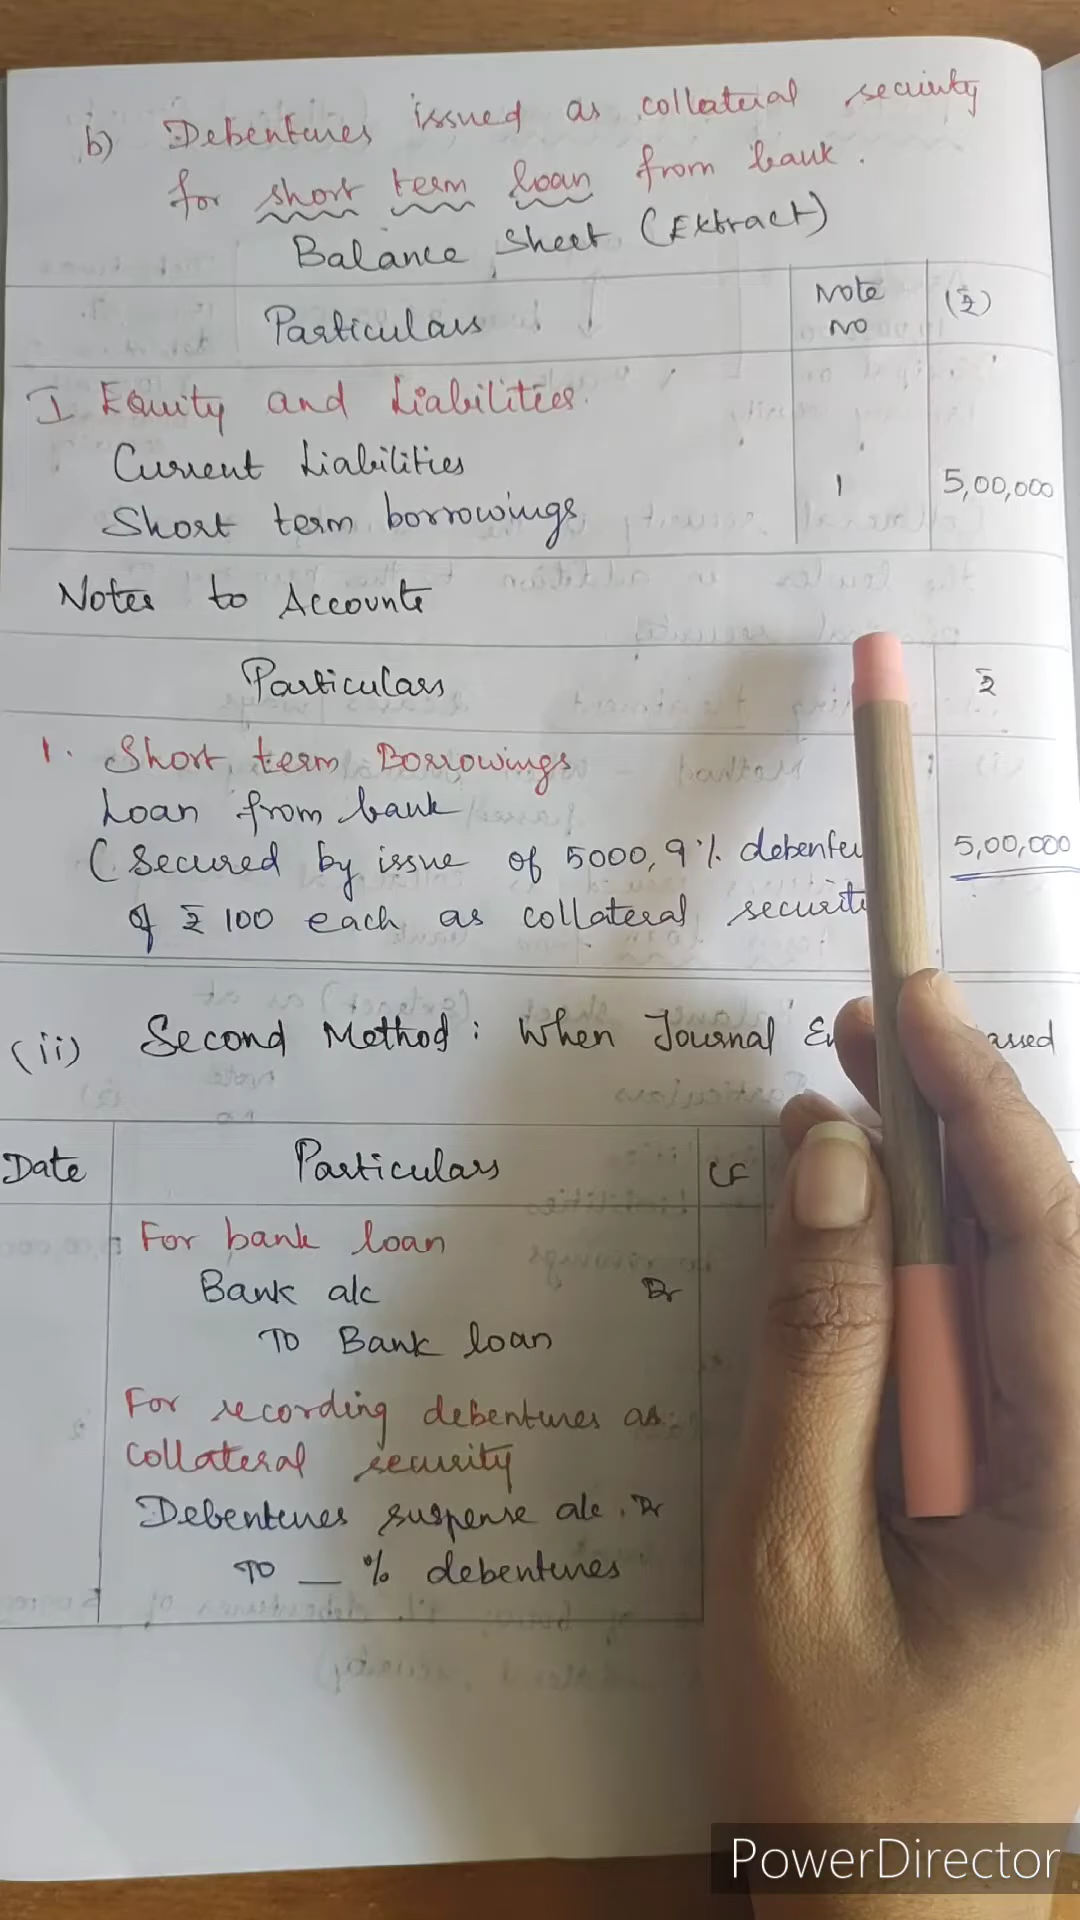 b) Debentures issued as collateral security
for short term loan from bank.
Balance Sheet (Extract)
Particulars Note No (₹)
I Equity and Liabilities
Current Liabilities
Short term borrowings 1 5,00,000
Notes to Accounts
Particulars ₹
1. Short term Borrowings
Loan from bank
(Secured by issue of 5000, 9% 5,00,000
of ₹ 100 each as collateral
(ii) Second Method: When Journal
Date Particulars LF
For bank loan
Bank a/c Dr
To Bank loan
For recording debentures as
collateral security
Debentures suspense a/c. Dr
To __ % debentures
PowerDirector